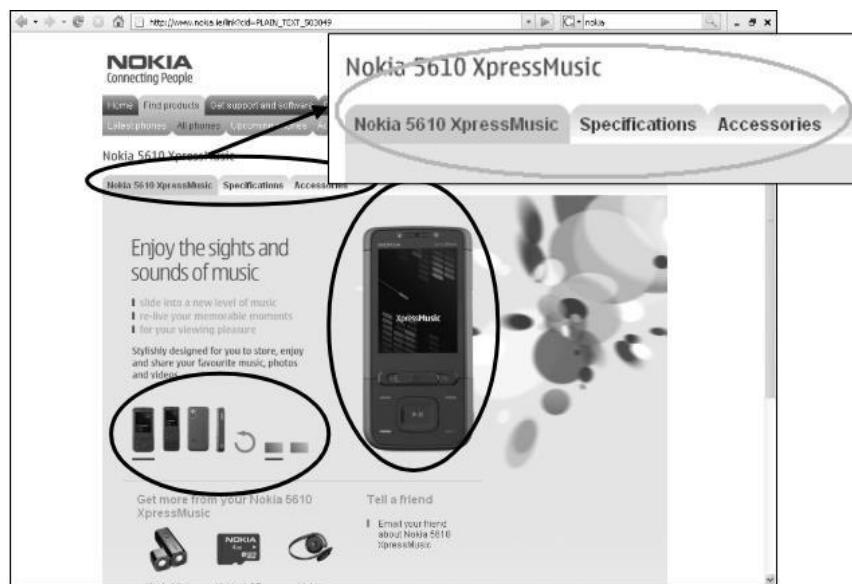 http://www.nokia.ie/link?cid=PLAIN_TEXT_503049
nokia
NOKIA
Connecting People
Home Find products Get support and software
Latest phones All phones Upcoming phones
Nokia 5610 XpressMusic
Nokia 5610 XpressMusic Specifications Accessories
Nokia 5610 XpressMusic
Nokia 5610 XpressMusic Specifications Accessories
Enjoy the sights and
sounds of music
slide into a new level of music
re-live your memorable moments
for your viewing pleasure
Stylishly designed for you to store, enjoy
and share your favourite music, photos
and videos
NOKIA
XpressMusic
Get more from your Nokia 5610
XpressMusic
NOKIA
Tell a friend
Email your friend
about Nokia 5610
XpressMusic